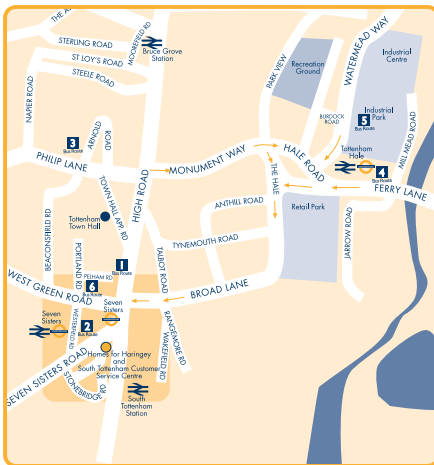 THE A
STERLING ROAD
ST LOY'S ROAD
STEELE ROAD
MOOREFIELD RD
Bruce Grove
Station
NAPIER ROAD
PARK VIEW
Recreation
Ground
WATERMEAD WAY
Industrial
Centre
BURDOCK
ROAD
Industrial
Park
5
Bus Route
MILL MEAD ROAD
3
Bus Route
ARNOLD
ROAD
PHILIP LANE
MONUMENT WAY
HALE ROAD
Tottenham
Hale
4
Bus Route
FERRY LANE
HIGH ROAD
THE HALE
TOWN HALL APP. RD
BEACONSFIELD RD
Tottenham
Town Hall
ANTHILL ROAD
Retail Park
JARROW ROAD
TYNEMOUTH ROAD
PORTLAND RD
TALBOT ROAD
1
Bus Route
PELHAM RD
6
Bus Route
WEST GREEN ROAD
BROAD LANE
Seven
Sisters
Seven
Sisters
WESTERFIELD RD
2
Bus Route
RANGEMORE RD
WAKEFIELD RD
SEVEN SISTERS ROAD
Homes for Haringey
and
South Tottenham Customer
Service Centre
STONEBRIDGE
RD
South
Tottenham
Station